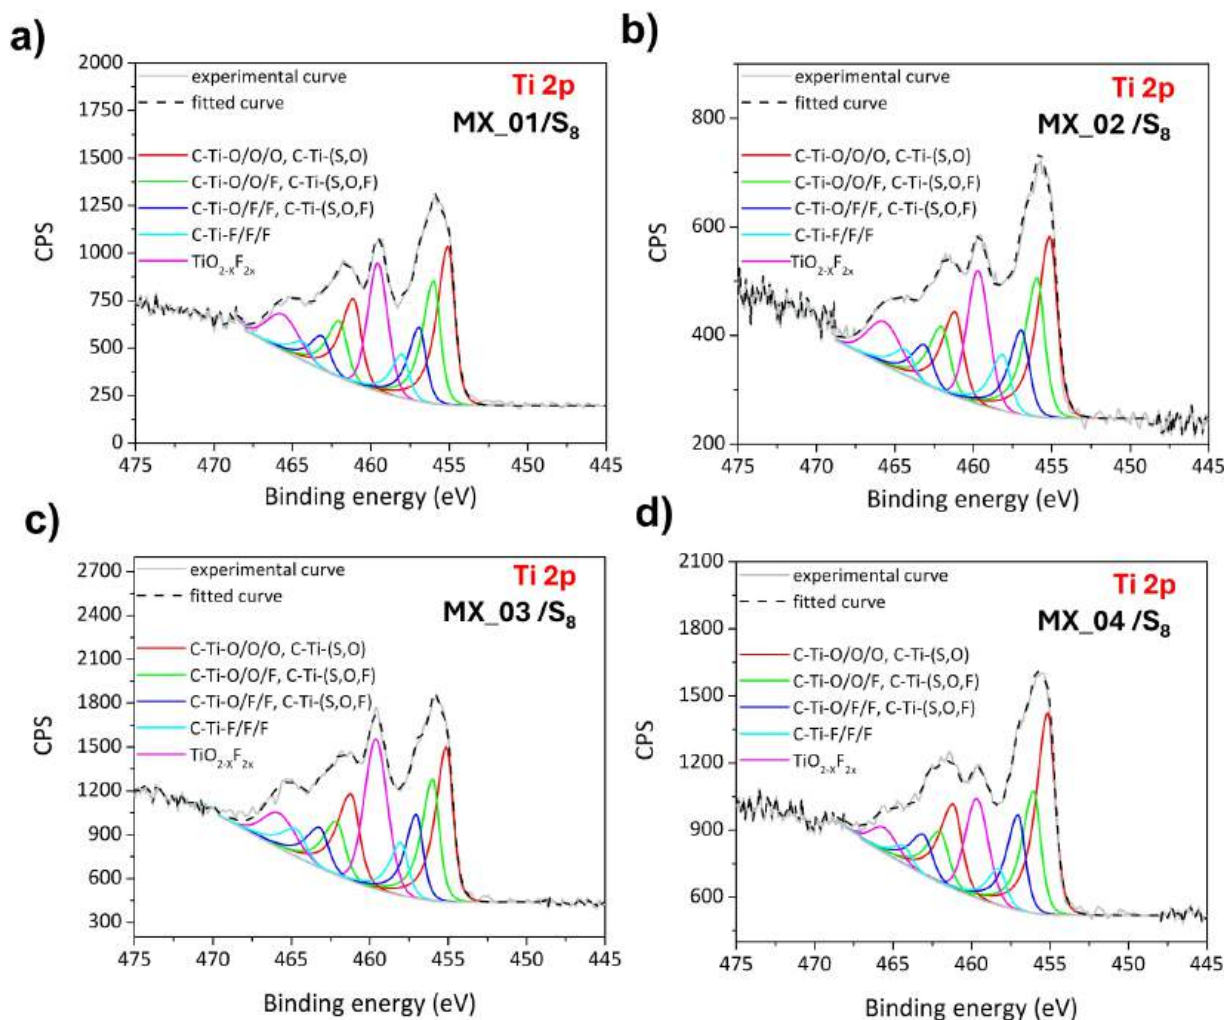 a)
2000
1750
1500
1250
1000
750
500
250
0
CPS
experimental curve
fitted curve
Ti 2p
MX_01/S₈
C-Ti-O/O/O, C-Ti-(S,O)
C-Ti-O/O/F, C-Ti-(S,O,F)
C-Ti-O/F/F, C-Ti-(S,O,F)
C-Ti-F/F/F
TiO₂₋ₓF₂ₓ
475 470 465 460 455 450 445
Binding energy (eV)
b)
800
600
400
200
CPS
experimental curve
fitted curve
Ti 2p
MX_02 /S₈
C-Ti-O/O/O, C-Ti-(S,O)
C-Ti-O/O/F, C-Ti-(S,O,F)
C-Ti-O/F/F, C-Ti-(S,O,F)
C-Ti-F/F/F
TiO₂₋ₓF₂ₓ
475 470 465 460 455 450 445
Binding energy (eV)
c)
2700
2400
2100
1800
1500
1200
900
600
300
CPS
experimental curve
fitted curve
Ti 2p
MX_03 /S₈
C-Ti-O/O/O, C-Ti-(S,O)
C-Ti-O/O/F, C-Ti-(S,O,F)
C-Ti-O/F/F, C-Ti-(S,O,F)
C-Ti-F/F/F
TiO₂₋ₓF₂ₓ
475 470 465 460 455 450 445
Binding energy (eV)
d)
2100
1800
1500
1200
900
600
CPS
experimental curve
fitted curve
Ti 2p
MX_04 /S₈
C-Ti-O/O/O, C-Ti-(S,O)
C-Ti-O/O/F, C-Ti-(S,O,F)
C-Ti-O/F/F, C-Ti-(S,O,F)
C-Ti-F/F/F
TiO₂₋ₓF₂ₓ
475 470 465 460 455 450 445
Binding energy (eV)